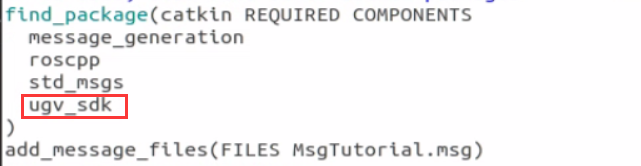 find_package(catkin REQUIRED COMPONENTS
  message_generation
  roscpp
  std_msgs
  ugv_sdk
)
add_message_files(FILES MsgTutorial.msg)